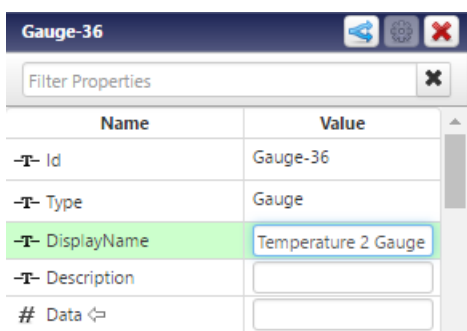 Gauge-36
Filter Properties
Name Value
-T- Id Gauge-36
-T- Type Gauge
-T- DisplayName Temperature 2 Gauge
-T- Description
# Data